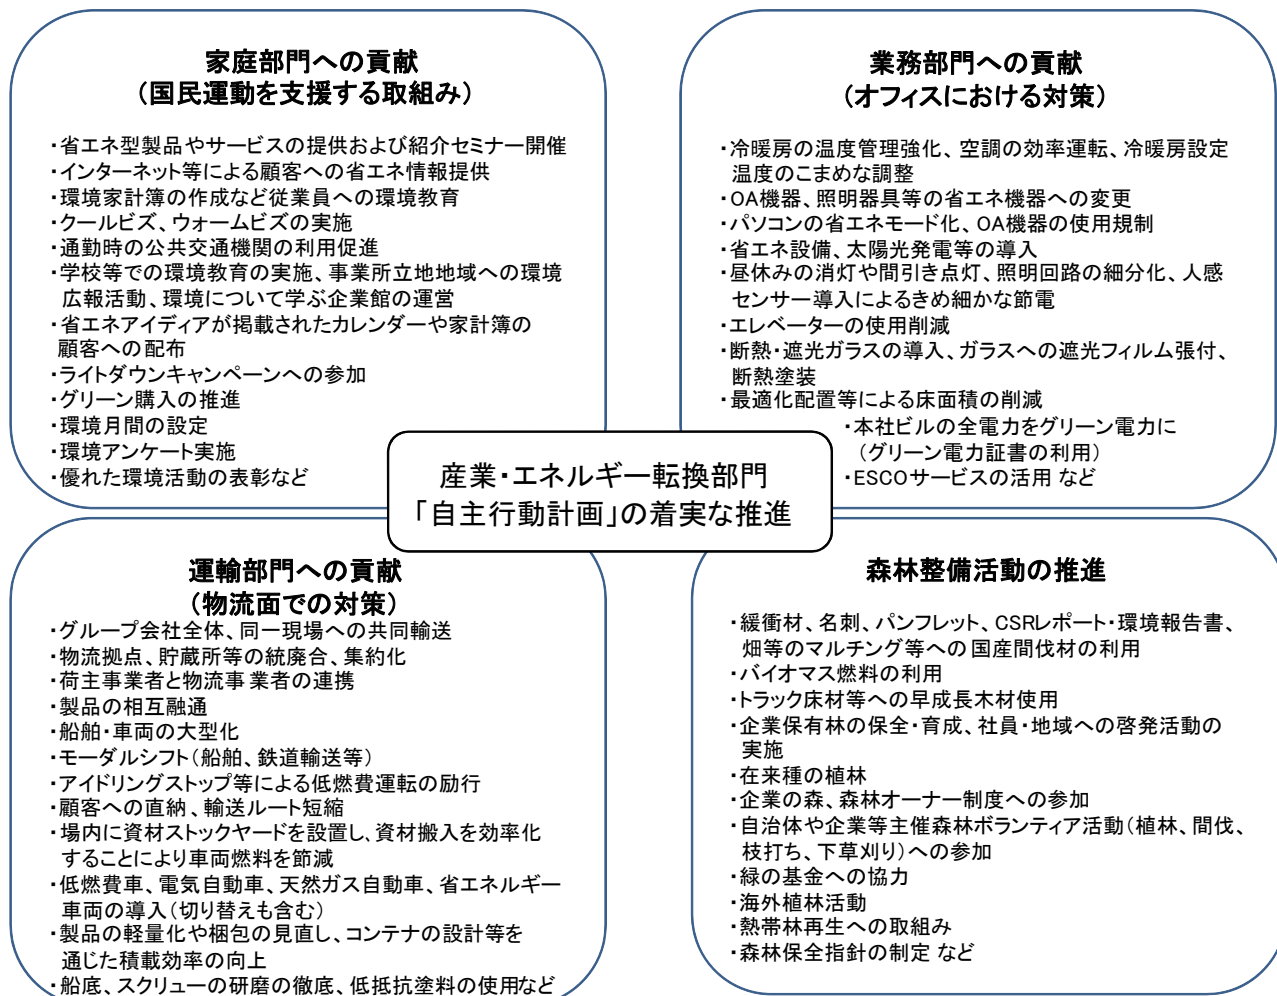 家庭部門への貢献
（国民運動を支援する取組み）
・省エネ型製品やサービスの提供および紹介セミナー開催
・インターネット等による顧客への省エネ情報提供
・環境家計簿の作成など従業員への環境教育
・クールビズ、ウォームビズの実施
・通勤時の公共交通機関の利用促進
・学校等での環境教育の実施、事業所立地地域への環境
広報活動、環境について学ぶ企業館の運営
・省エネアイディアが掲載されたカレンダーや家計簿の
顧客への配布
・ライトダウンキャンペーンへの参加
・グリーン購入の推進
・環境月間の設定
・環境アンケート実施
・優れた環境活動の表彰など
業務部門への貢献
（オフィスにおける対策）
・冷暖房の温度管理強化、空調の効率運転、冷暖房設定
温度のこまめな調整
・OA機器、照明器具等の省エネ機器への変更
・パソコンの省エネモード化、OA機器の使用規制
・省エネ設備、太陽光発電等の導入
・昼休みの消灯や間引き点灯、照明回路の細分化、人感
センサー導入によるきめ細かな節電
・エレベーターの使用削減
・断熱・遮光ガラスの導入、ガラスへの遮光フィルム張付、
断熱塗装
・最適化配置等による床面積の削減
・本社ビルの全電力をグリーン電力に
（グリーン電力証書の利用）
・ESCOサービスの活用 など
産業・エネルギー転換部門
「自主行動計画」の着実な推進
運輸部門への貢献
（物流面での対策）
・グループ会社全体、同一現場への共同輸送
・物流拠点、貯蔵所等の統廃合、集約化
・荷主事業者と物流事業者の連携
・製品の相互融通
・船舶・車両の大型化
・モーダルシフト（船舶、鉄道輸送等）
・アイドリングストップ等による低燃費運転の励行
・顧客への直納、輸送ルート短縮
・場内に資材ストックヤードを設置し、資材搬入を効率化
することにより車両燃料を節減
・低燃費車、電気自動車、天然ガス自動車、省エネルギー
車両の導入（切り替えも含む）
・製品の軽量化や梱包の見直し、コンテナの設計等を
通じた積載効率の向上
・船底、スクリューの研磨の徹底、低抵抗塗料の使用など
森林整備活動の推進
・緩衝材、名刺、パンフレット、CSRレポート・環境報告書、
畑等のマルチング等への国産間伐材の利用
・バイオマス燃料の利用
・トラック床材等への早成長木材使用
・企業保有林の保全・育成、社員・地域への啓発活動の
実施
・在来種の植林
・企業の森、森林オーナー制度への参加
・自治体や企業等主催森林ボランティア活動（植林、間伐、
枝打ち、下草刈り）への参加
・緑の基金への協力
・海外植林活動
・熱帯林再生への取組み
・森林保全指針の制定 など